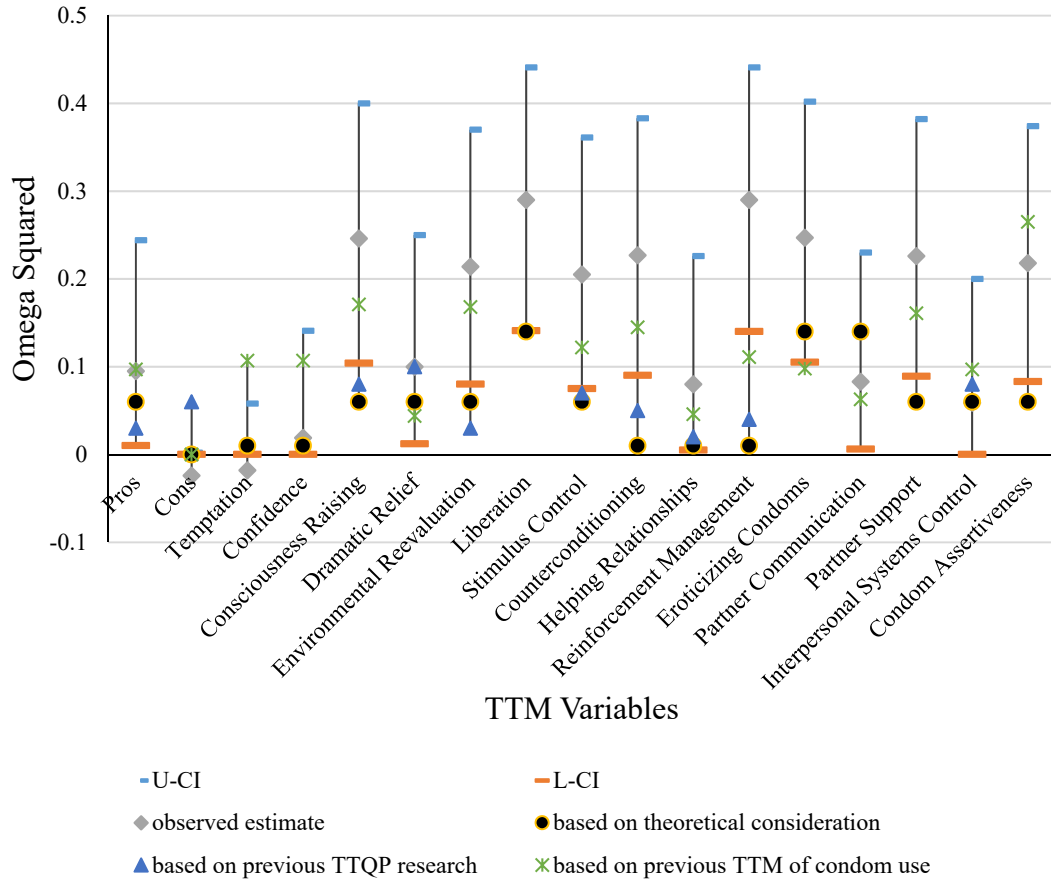 0.5
0.4
0.3
0.2
0.1
0
-0.1
Omega Squared
Pros
Cons
Temptation
Confidence
Consciousness Raising
Dramatic Relief
Environmental Reevaluation
Liberation
Stimulus Control
Counterconditioning
Helping Relationships
Reinforcement Management
Eroticizing Condoms
Partner Communication
Partner Support
Interpersonal Systems Control
Condom Assertiveness
TTM Variables
U-CI
L-CI
observed estimate
based on theoretical consideration
based on previous TTQP research
based on previous TTM of condom use